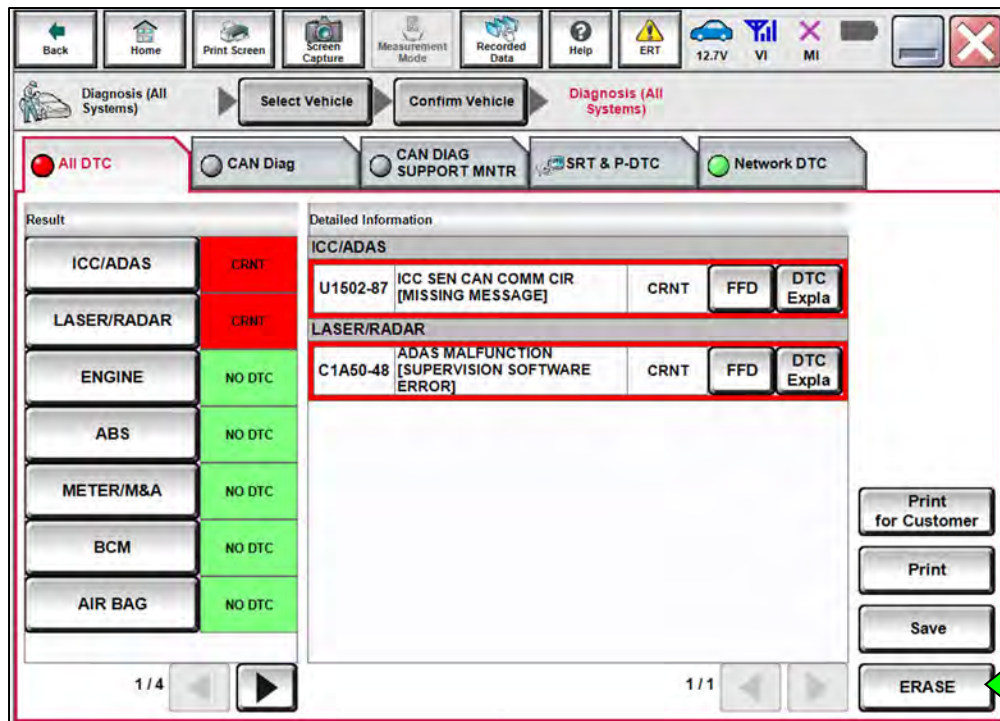 Back
Home
Print Screen
Screen
Capture
Measurement
Mode
Recorded
Data
Help
ERT
12.7V
VI
MI
Diagnosis (All
Systems)
Select Vehicle
Confirm Vehicle
Diagnosis (All
Systems)
All DTC
CAN Diag
CAN DIAG
SUPPORT MNTR
SRT & P-DTC
Network DTC
Result
ICC/ADAS CRNT
LASER/RADAR CRNT
ENGINE NO DTC
ABS NO DTC
METER/M&A NO DTC
BCM NO DTC
AIR BAG NO DTC
1/4
Detailed Information
ICC/ADAS
U1502-87
ICC SEN CAN COMM CIR
[MISSING MESSAGE]
CRNT
FFD
DTC
Expla
LASER/RADAR
C1A50-48
ADAS MALFUNCTION
[SUPERVISION SOFTWARE
ERROR]
CRNT
FFD
DTC
Expla
1/1
Print
for Customer
Print
Save
ERASE